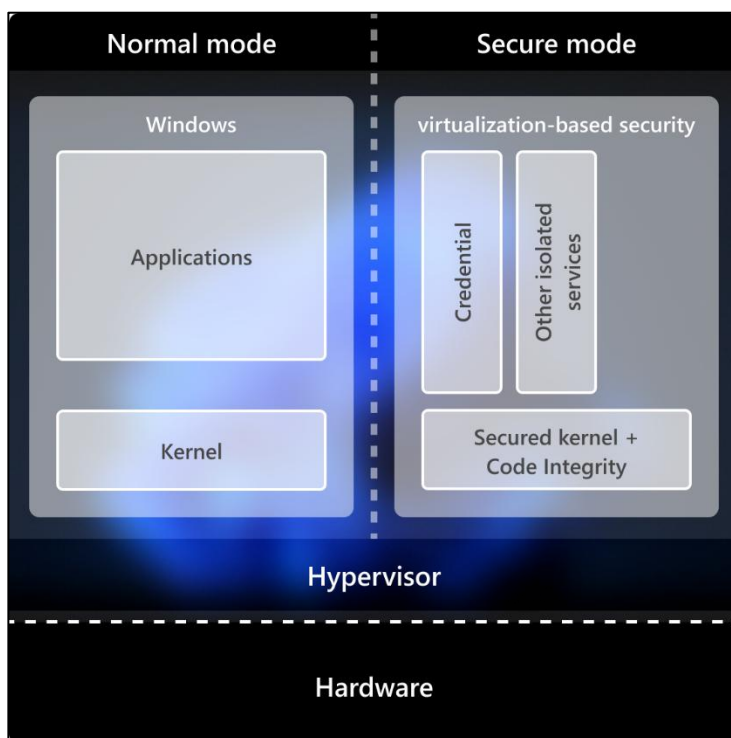 Normal mode
Secure mode
Windows
Applications
Kernel
virtualization-based security
Credential
Other isolated
services
Secured kernel +
Code Integrity
Hypervisor
Hardware